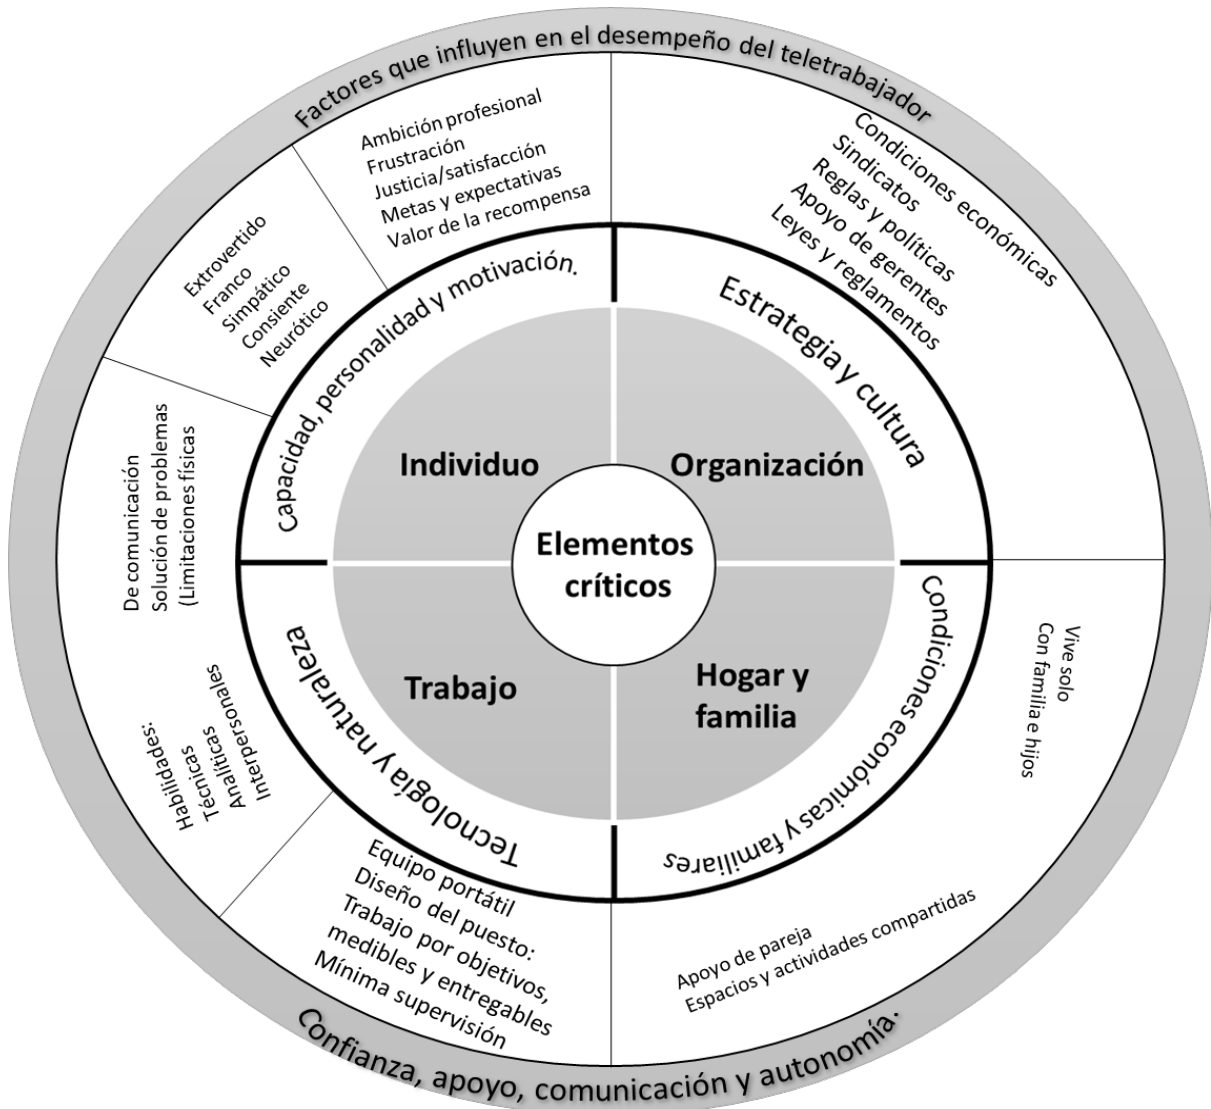 Factores que influyen en el desempeño del teletrabajador
Ambición profesional
Frustración
Justicia/satisfacción
Metas y expectativas
Valor de la recompensa
Condiciones económicas
Sindicatos
Reglas y políticas
Apoyo de gerentes
Leyes y reglamentos
Extrovertido
Franco
Simpático
Consiente
Neurótico
Capacidad, personalidad y motivación.
Estrategia y cultura
Individuo
Organización
Elementos
críticos
Trabajo
Hogar y
familia
De comunicación
Solución de problemas
(Limitaciones físicas
Habilidades:
Técnicas
Analíticas
Interpersonales
Tecnología y naturaleza
Condiciones económicas y familiares
Vive solo
Con familia e hijos
Equipo portátil
Diseño del puesto:
Trabajo por objetivos,
medibles y entregables
Mínima supervisión
Apoyo de pareja
Espacios y actividades compartidas
Confianza, apoyo, comunicación y autonomía.